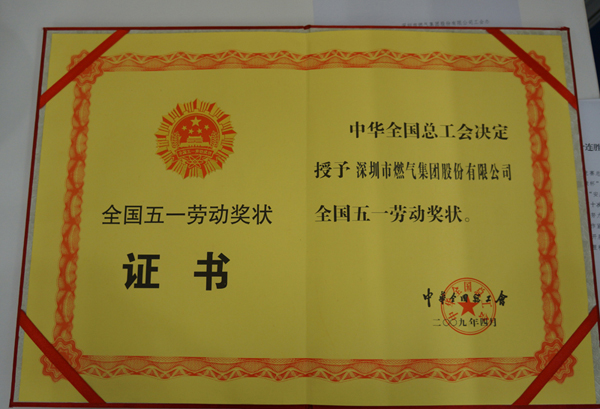 全国五一劳动奖状
证书
中华全国总工会决定
授予 深圳市燃气集团股份有限公司
全国五一劳动奖状。
中华全国总工會
二〇〇九年四月